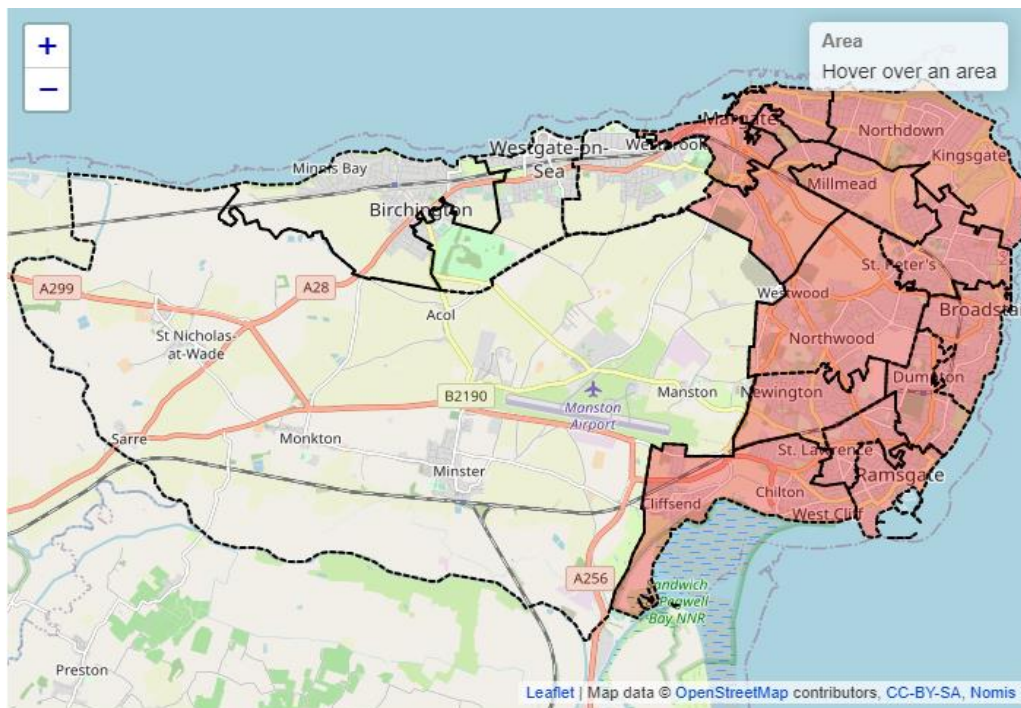 +
−
Area
Hover over an area
Margate
Northdown
Westgate-on-
Sea
Westbrook
Kingsgate
Minnis Bay
Millmead
Birchington
St. Peter's
A299
A28
Westwood
Acol
Broadsta
St Nicholas-
at-Wade
Northwood
Dumpton
B2190
Manston
Newington
Manston
Airport
Sarre
Monkton
St. Lawrence
Minster
Ramsgate
Cliffsend
Chilton
West Cliff
A256
Pegwell
Bay NNR
Preston
Leaflet | Map data © OpenStreetMap contributors, CC-BY-SA, Nomis